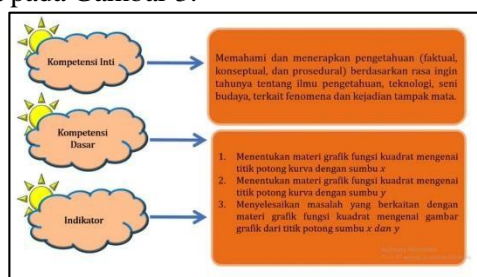 pada Gambar 3.
Kompetensi Inti
Memahami dan menerapkan pengetahuan (faktual,
konseptual, dan prosedural) berdasarkan rasa ingin
tahunya tentang ilmu pengetahuan, teknologi, seni
budaya, terkait fenomena dan kejadian tampak mata.
Kompetensi
Dasar
Indikator
1. Menentukan materi grafik fungsi kuadrat mengenai
titik potong kurva dengan sumbu x
2. Menentukan materi grafik fungsi kuadrat mengenai
titik potong kurva dengan sumbu y
3. Menyelesaikan masalah yang berkaitan dengan
materi grafik fungsi kuadrat mengenai gambar
grafik dari titik potong sumbu x dan y